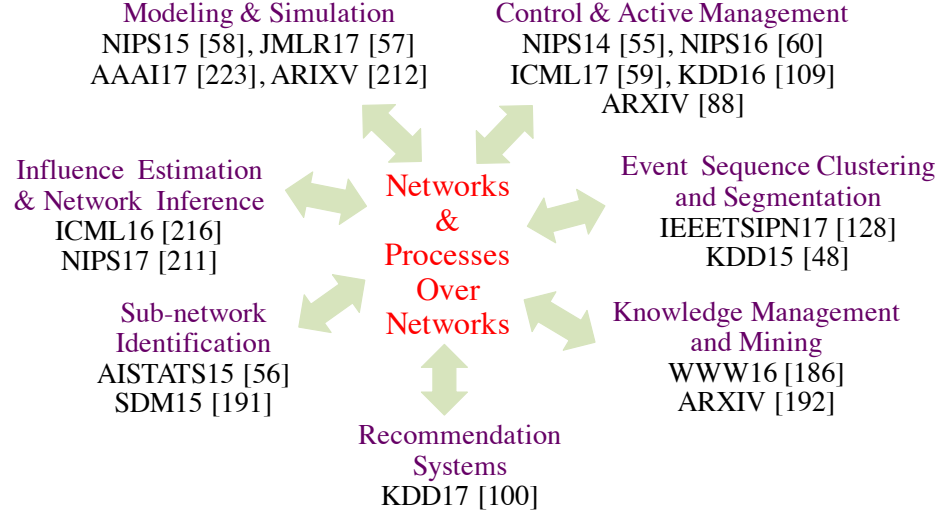 Modeling & Simulation
NIPS15 [58], JMLR17 [57]
AAAI17 [223], ARIXV [212]
Control & Active Management
NIPS14 [55], NIPS16 [60]
ICML17 [59], KDD16 [109]
ARXIV [88]
Influence Estimation
& Network Inference
ICML16 [216]
NIPS17 [211]
Networks
&
Processes
Over
Networks
Event Sequence Clustering
and Segmentation
IEEETSIPN17 [128]
KDD15 [48]
Sub-network
Identification
AISTATS15 [56]
SDM15 [191]
Knowledge Management
and Mining
WWW16 [186]
ARXIV [192]
Recommendation
Systems
KDD17 [100]